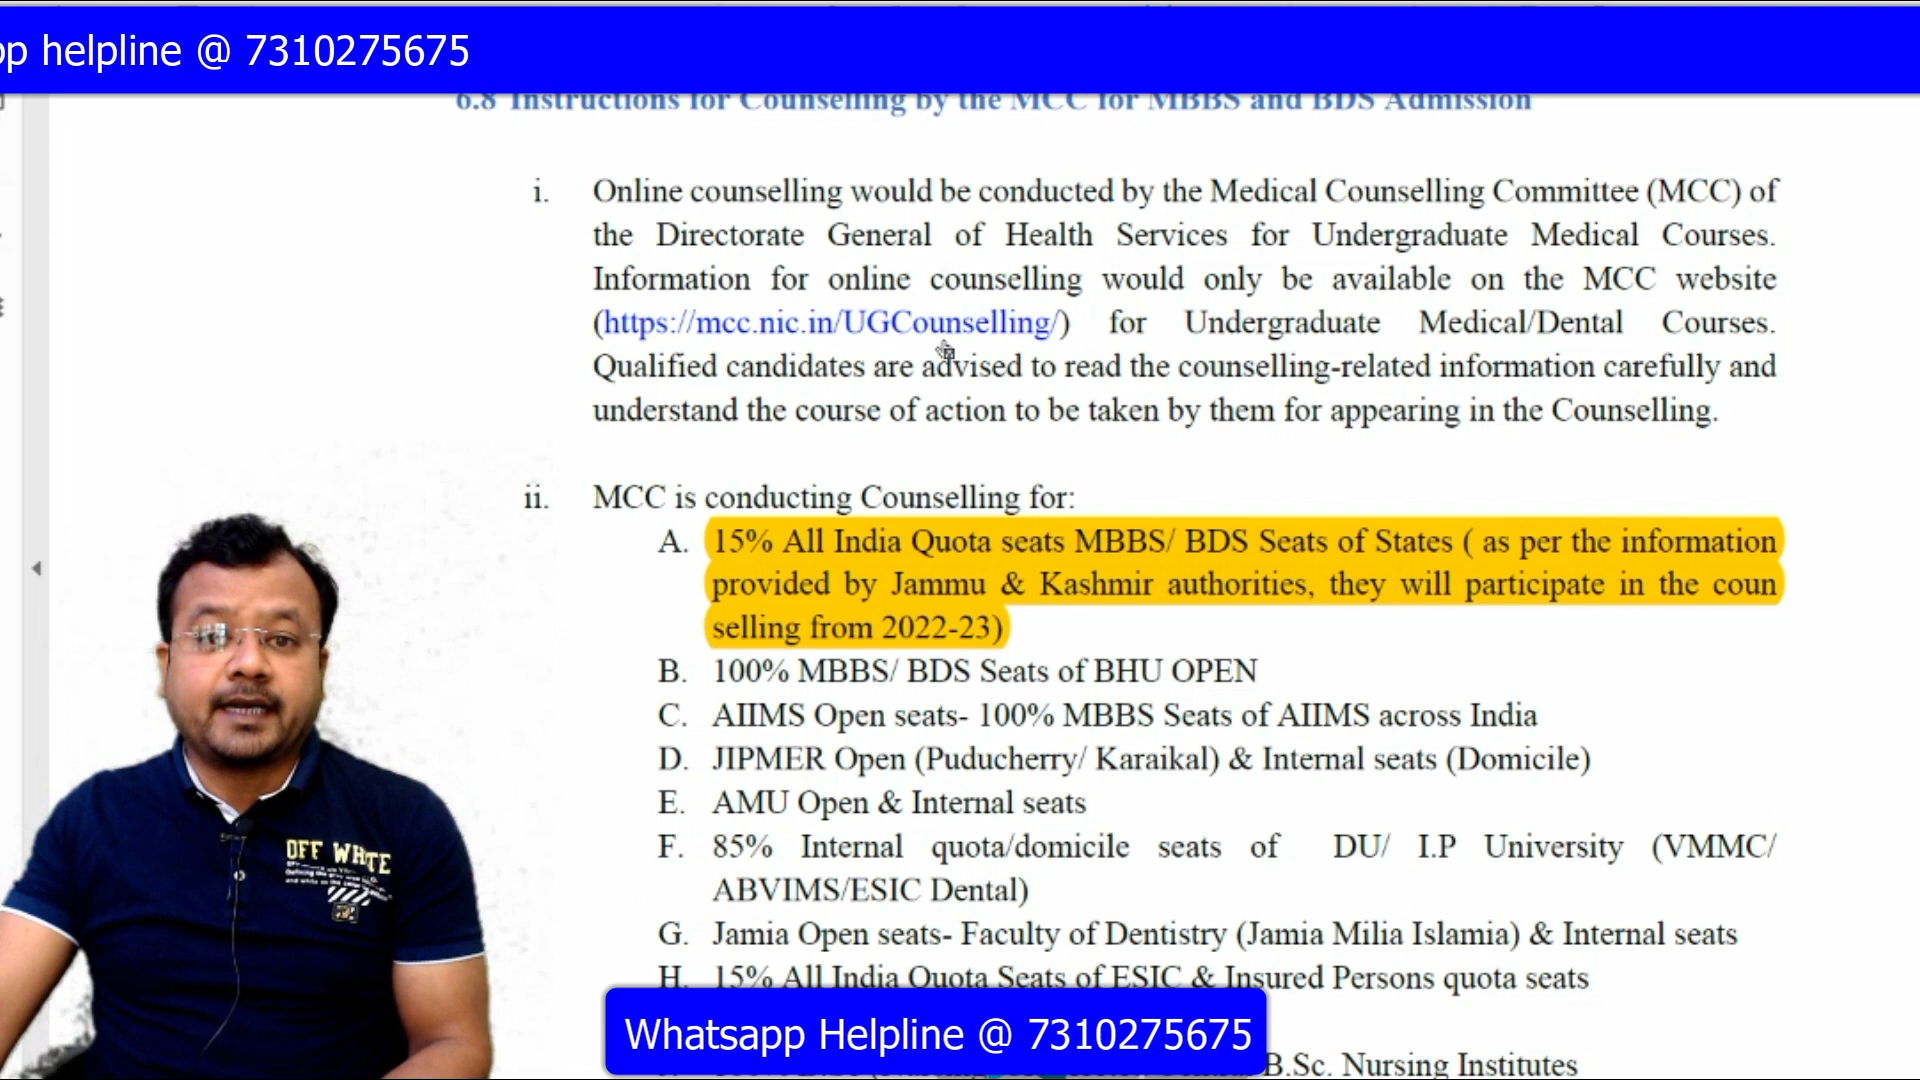 pp helpline @ 7310275675
6.8 Instructions for Counselling by the MCC for MBBS and BDS Admission
i. Online counselling would be conducted by the Medical Counselling Committee (MCC) of
the Directorate General of Health Services for Undergraduate Medical Courses.
Information for online counselling would only be available on the MCC website
(https://mcc.nic.in/UGCounselling/) for Undergraduate Medical/Dental Courses.
Qualified candidates are advised to read the counselling-related information carefully and
understand the course of action to be taken by them for appearing in the Counselling.
ii. MCC is conducting Counselling for:
A. 15% All India Quota seats MBBS/ BDS Seats of States ( as per the information
provided by Jammu & Kashmir authorities, they will participate in the coun
selling from 2022-23)
B. 100% MBBS/ BDS Seats of BHU OPEN
C. AIIMS Open seats- 100% MBBS Seats of AIIMS across India
D. JIPMER Open (Puducherry/ Karaikal) & Internal seats (Domicile)
E. AMU Open & Internal seats
F. 85% Internal quota/domicile seats of DU/ I.P University (VMMC/
ABVIMS/ESIC Dental)
G. Jamia Open seats- Faculty of Dentistry (Jamia Milia Islamia) & Internal seats
H. 15% All India Quota Seats of ESIC & Insured Persons quota seats
OFF WHITE
Whatsapp Helpline @ 7310275675
B.Sc. Nursing Institutes